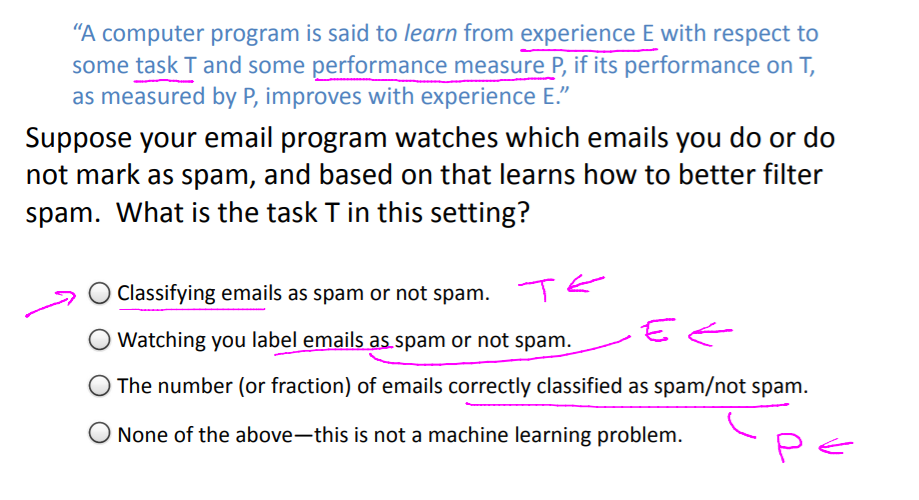 “A computer program is said to learn from experience E with respect to
some task T and some performance measure P, if its performance on T,
as measured by P, improves with experience E.”
Suppose your email program watches which emails you do or do
not mark as spam, and based on that learns how to better filter
spam.  What is the task T in this setting?
Classifying emails as spam or not spam. T ←
Watching you label emails as spam or not spam. E ←
The number (or fraction) of emails correctly classified as spam/not spam.
None of the above—this is not a machine learning problem. P ←